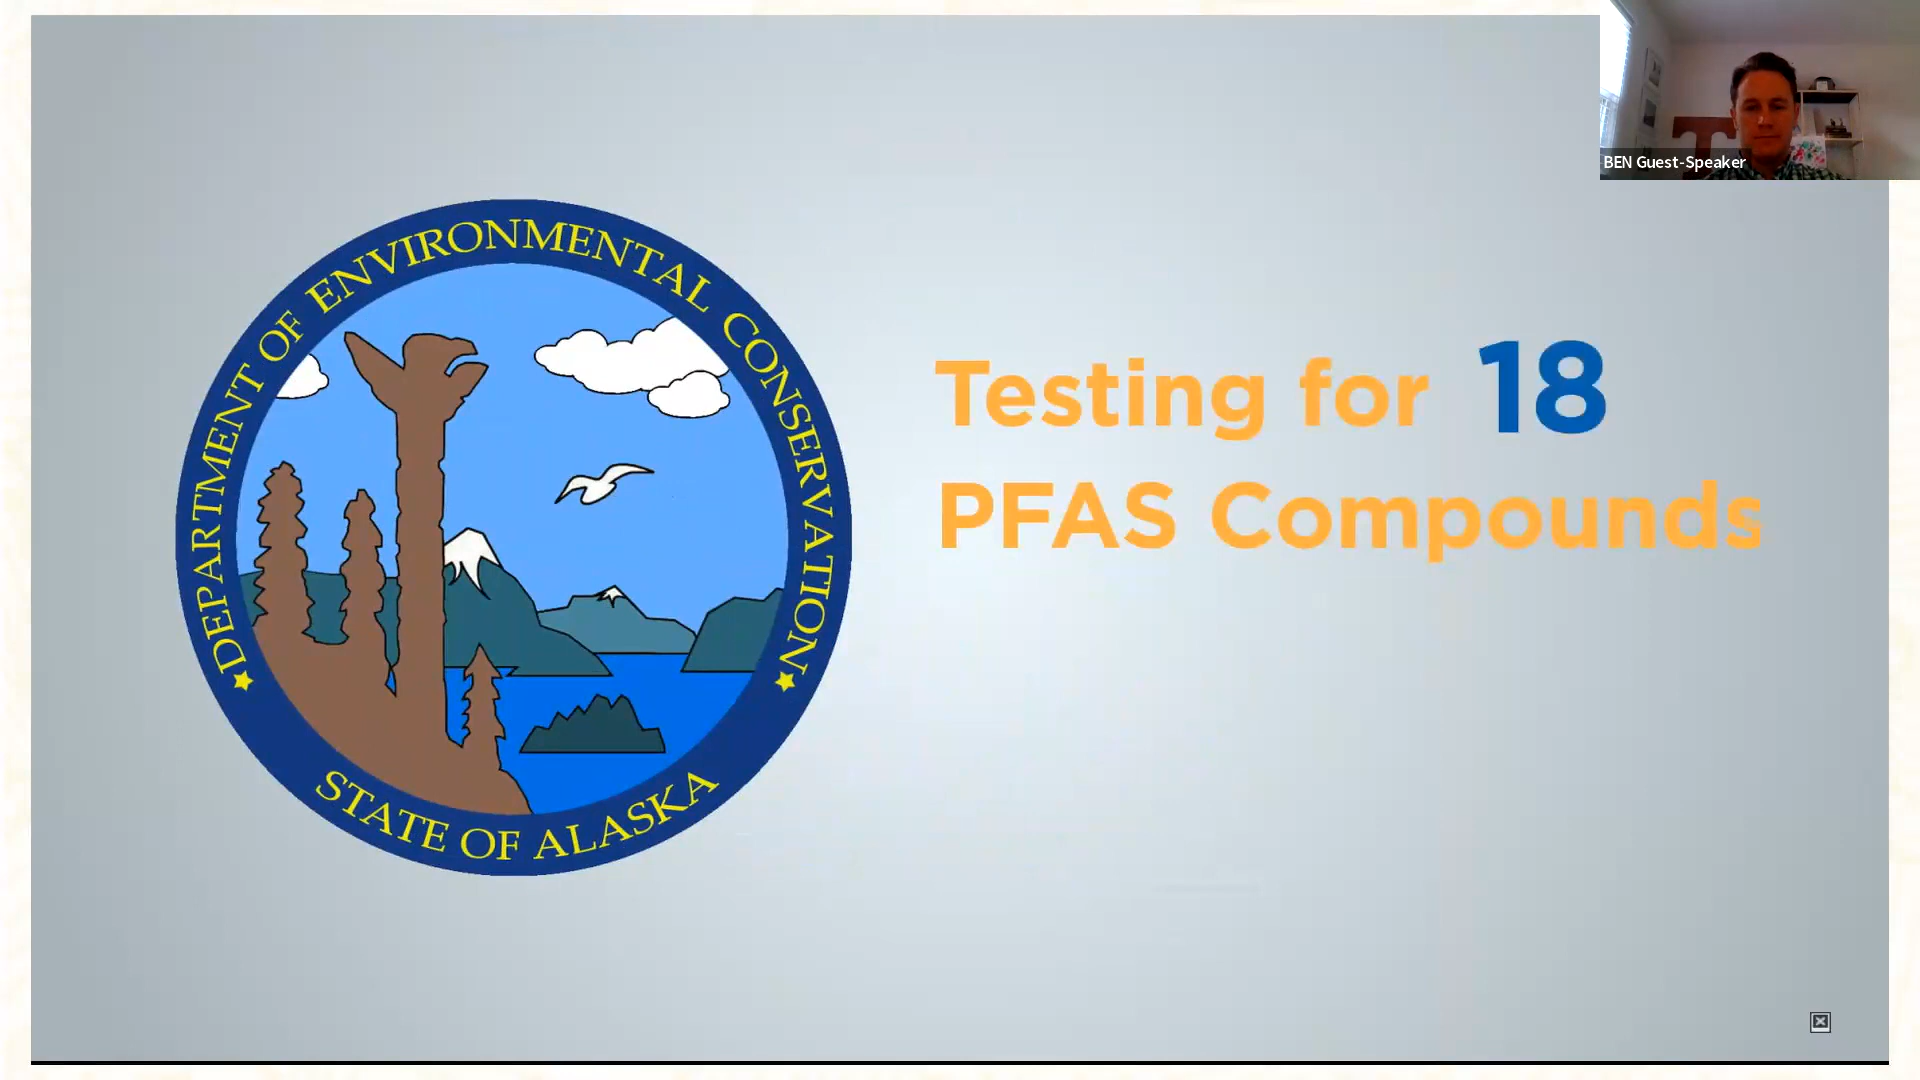 DEPARTMENT OF ENVIRONMENTAL CONSERVATION
STATE OF ALASKA
Testing for 18
PFAS Compounds
BEN Guest-Speaker
T